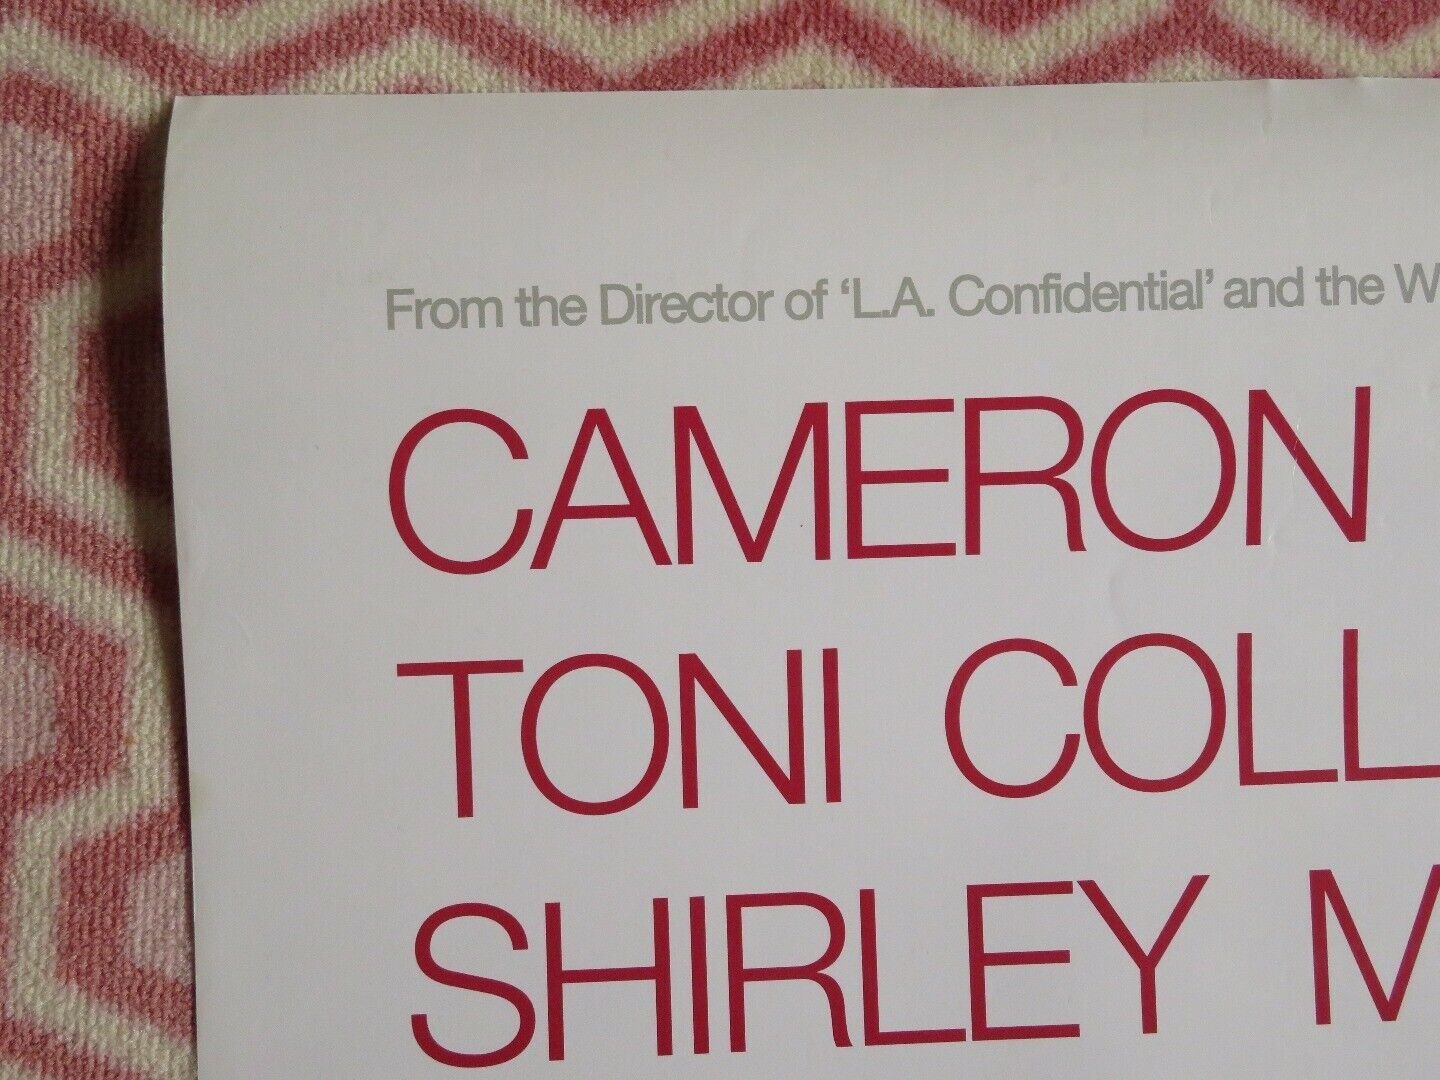 From the Director of ‘L.A. Confidential’ and the W
CAMERON
TONI COLL
SHIRLEY M